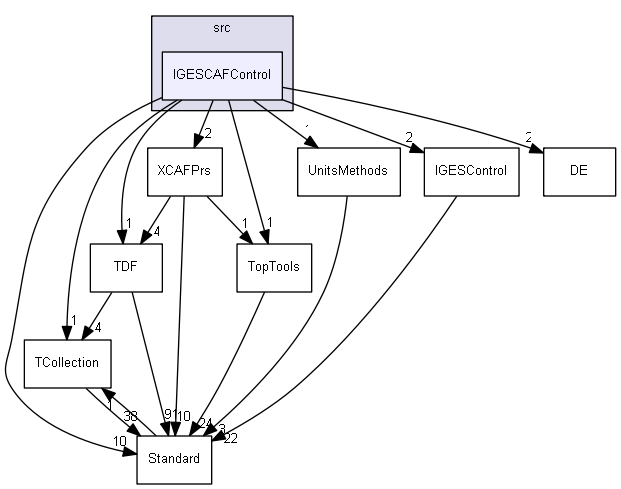 src
IGESCAFControl
2
2
2
XCAFPrs
UnitsMethods
IGESControl
DE
1
4
1
1
TDF
TopTools
1
4
TCollection
1
38
91
10
24
3
22
10
Standard